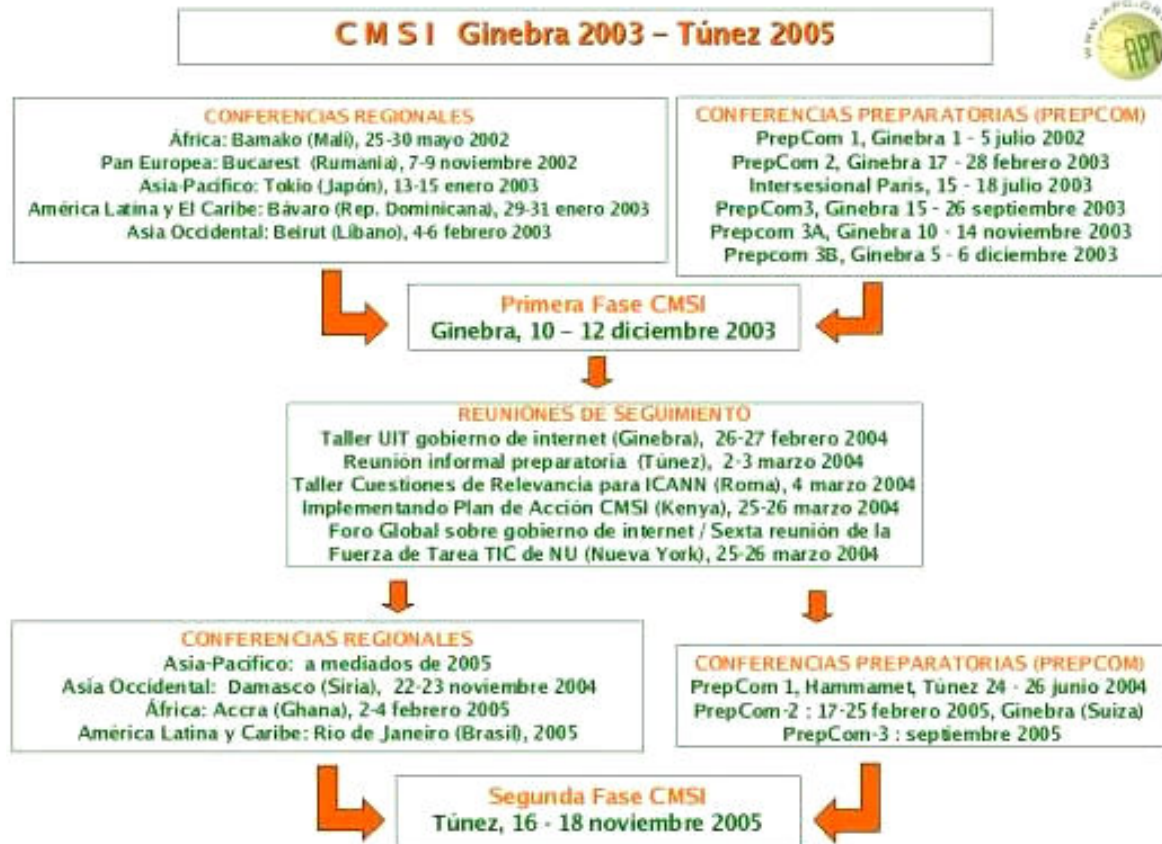 C M S I Ginebra 2003 – Túnez 2005
WWW.APC.ORG
APC
CONFERENCIAS REGIONALES
África: Bamako (Malí), 25-30 mayo 2002
Pan Europea: Bucarest (Rumania), 7-9 noviembre 2002
Asia-Pacífico: Tokio (Japón), 13-15 enero 2003
América Latina y El Caribe: Bávaro (Rep. Dominicana), 29-31 enero 2003
Asia Occidental: Beirut (Líbano), 4-6 febrero 2003
CONFERENCIAS PREPARATORIAS (PREPCOM)
PrepCom 1, Ginebra 1 - 5 julio 2002
PrepCom 2, Ginebra 17 - 28 febrero 2003
Intersesional Paris, 15 - 18 julio 2003
PrepCom3, Ginebra 15 - 26 septiembre 2003
Prepcom 3A, Ginebra 10 - 14 noviembre 2003
Prepcom 3B, Ginebra 5 - 6 diciembre 2003
Primera Fase CMSI
Ginebra, 10 – 12 diciembre 2003
REUNIONES DE SEGUIMIENTO
Taller UIT gobierno de internet (Ginebra), 26-27 febrero 2004
Reunión informal preparatoria (Túnez), 2-3 marzo 2004
Taller Cuestiones de Relevancia para ICANN (Roma), 4 marzo 2004
Implementando Plan de Acción CMSI (Kenya), 25-26 marzo 2004
Foro Global sobre gobierno de internet / Sexta reunión de la
Fuerza de Tarea TIC de NU (Nueva York), 25-26 marzo 2004
CONFERENCIAS REGIONALES
Asia-Pacífico: a mediados de 2005
Asia Occidental: Damasco (Siria), 22-23 noviembre 2004
África: Accra (Ghana), 2-4 febrero 2005
América Latina y Caribe: Rio de Janeiro (Brasil), 2005
CONFERENCIAS PREPARATORIAS (PREPCOM)
PrepCom 1, Hammamet, Túnez 24 - 26 junio 2004
PrepCom-2 : 17-25 febrero 2005, Ginebra (Suiza)
PrepCom-3 : septiembre 2005
Segunda Fase CMSI
Túnez, 16 - 18 noviembre 2005